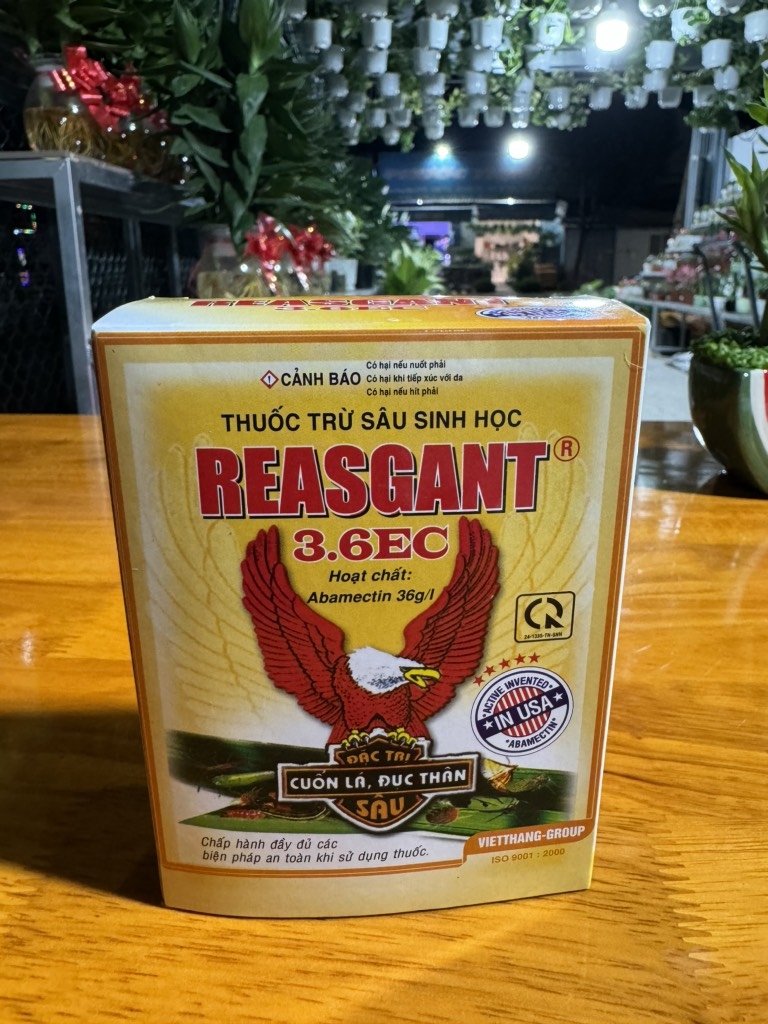 REASGANT
3.6EC
CẢNH BÁO
Có hại nếu nuốt phải
Có hại khi tiếp xúc với da
Có hại nếu hít phải
THUỐC TRỪ SÂU SINH HỌC
REASGANT®
3.6EC
Hoạt chất:
Abamectin 36g/l
CR
ACTIVE INVENTED
IN USA
"ABAMECTIN"
ĐẶC TRỊ
CUỐN LÁ, ĐỤC THÂN
SÂU
Chấp hành đầy đủ các
biện pháp an toàn khi sử dụng thuốc.
VIETTHANG-GROUP
ISO 9001 : 2000